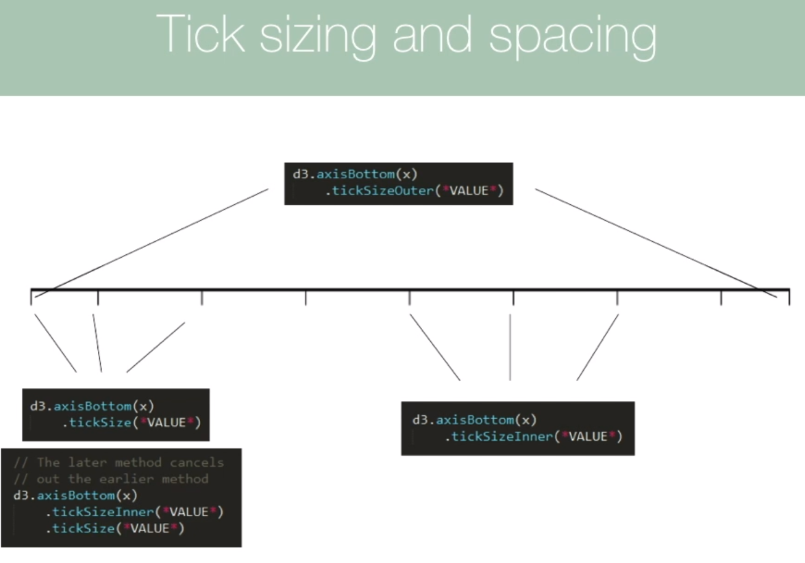 Tick sizing and spacing
d3.axisBottom(x)
.tickSizeOuter(*VALUE*)
d3.axisBottom(x)
.tickSize(*VALUE*)
// The later method cancels
// out the earlier method
d3.axisBottom(x)
.tickSizeInner(*VALUE*)
.tickSize(*VALUE*)
d3.axisBottom(x)
.tickSizeInner(*VALUE*)